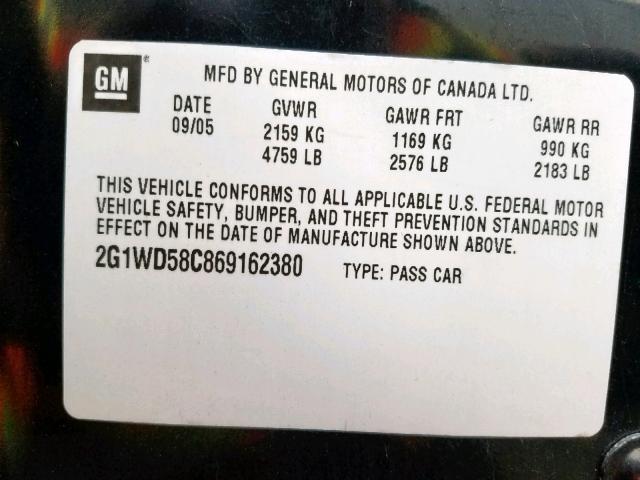 GM ®
MFD BY GENERAL MOTORS OF CANADA LTD.
DATE GVWR GAWR FRT GAWR RR
09/05 2159 KG 1169 KG 990 KG
4759 LB 2576 LB 2183 LB
THIS VEHICLE CONFORMS TO ALL APPLICABLE U.S. FEDERAL MOTOR
VEHICLE SAFETY, BUMPER, AND THEFT PREVENTION STANDARDS IN
EFFECT ON THE DATE OF MANUFACTURE SHOWN ABOVE.
2G1WD58C869162380 TYPE: PASS CAR